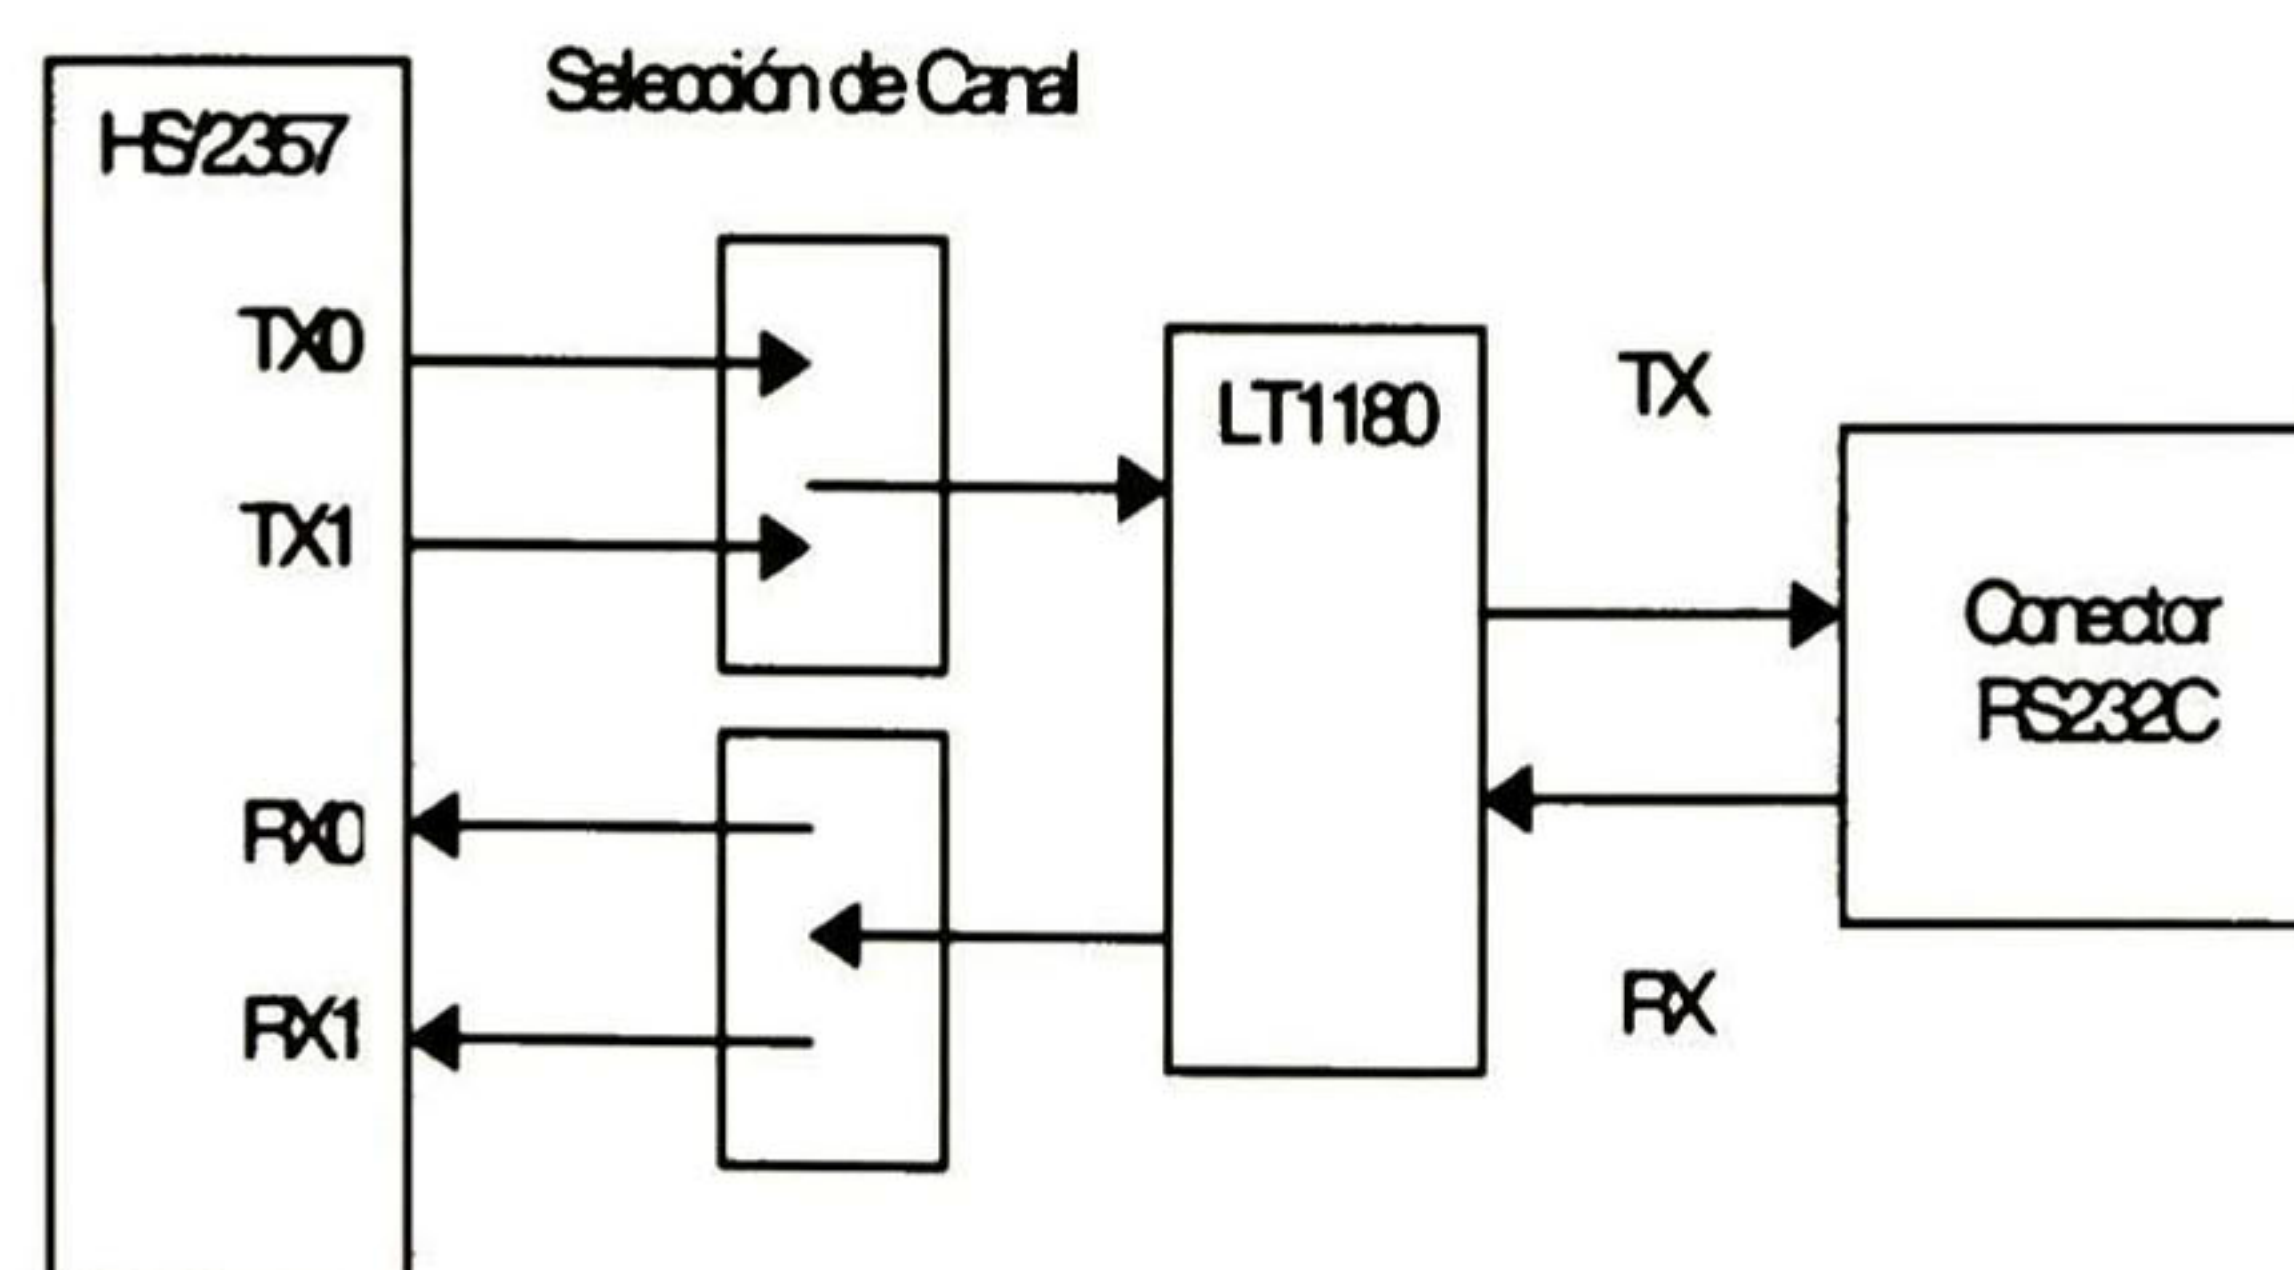 Selección de Canal
HS/2357
TX0
TX1
LT1180
TX
Conector
RS232C
RX0
RX1
RX